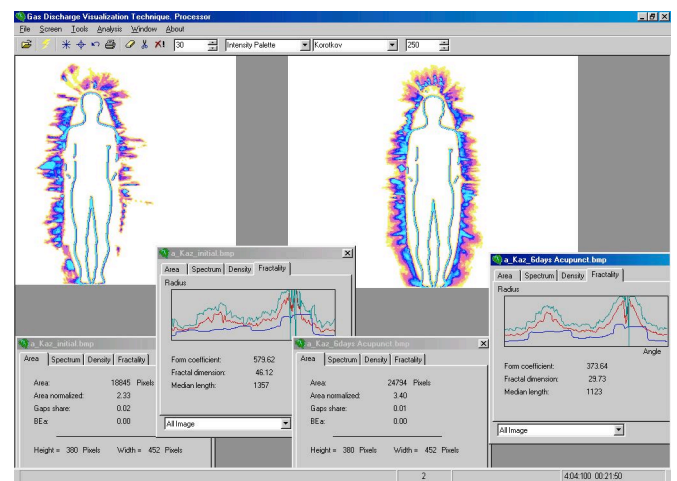 Gas Discharge Visualization Technique. Processor
File Screen Tools Analysis Window About
30 Intensity Palette Korotkov 250
a_Kaz_initial.bmp
Area Spectrum Density Fractality
Radius
Form coefficient: 579.62
Fractal dimension: 46.12
Median length: 1357
All Image
a_Kaz_6days Acupunct.bmp
Area Spectrum Density Fractality
Radius
Angle
Form coefficient: 373.64
Fractal dimension: 29.73
Median length: 1123
All Image
a_Kaz_initial.bmp
Area Spectrum Density Fractality
Area: 18845 Pixels
Area normalized: 2.33
Gaps share: 0.02
BEa: 0.00
Height = 380 Pixels Width = 452 Pixels
a_Kaz_6days Acupunct.bmp
Area Spectrum Density Fractality
Area: 24794 Pixels
Area normalized: 3.40
Gaps share: 0.01
BEa: 0.00
Height = 380 Pixels Width = 452 Pixels
2 4:04:100 00:21:50